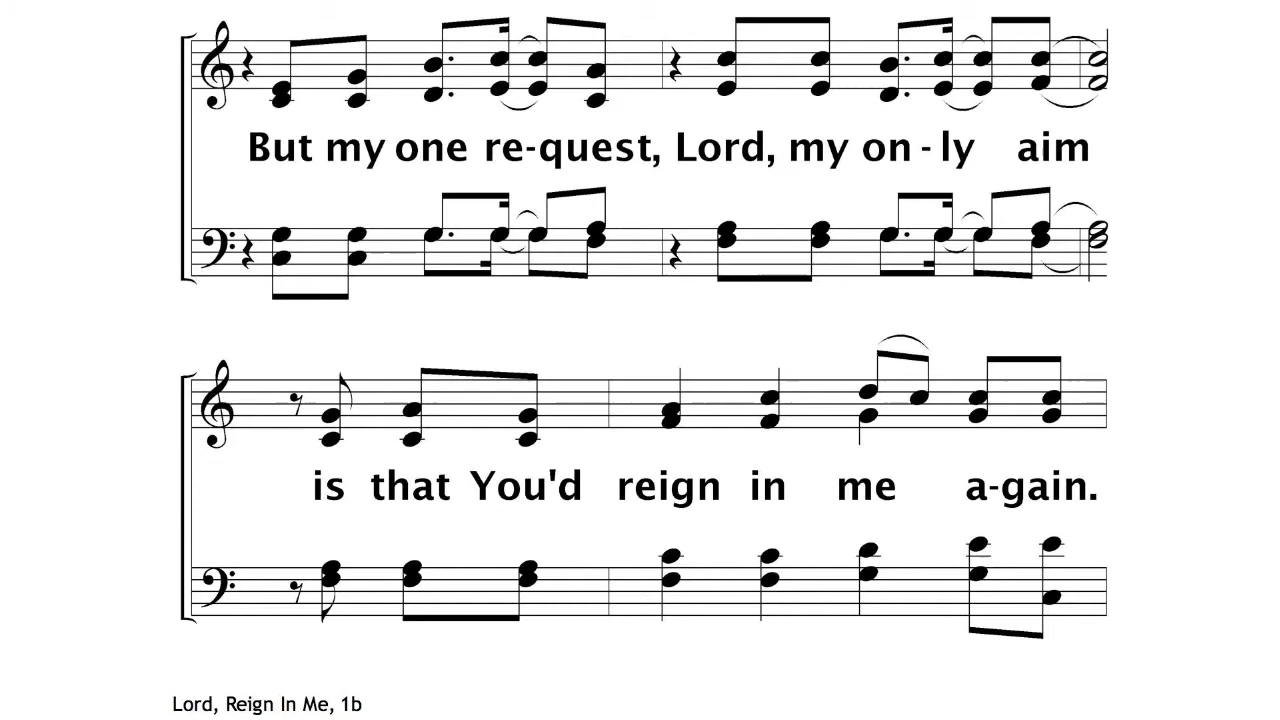 But my one re-quest, Lord, my on-ly aim
is that You'd reign in me a-gain.
Lord, Reign In Me, 1b